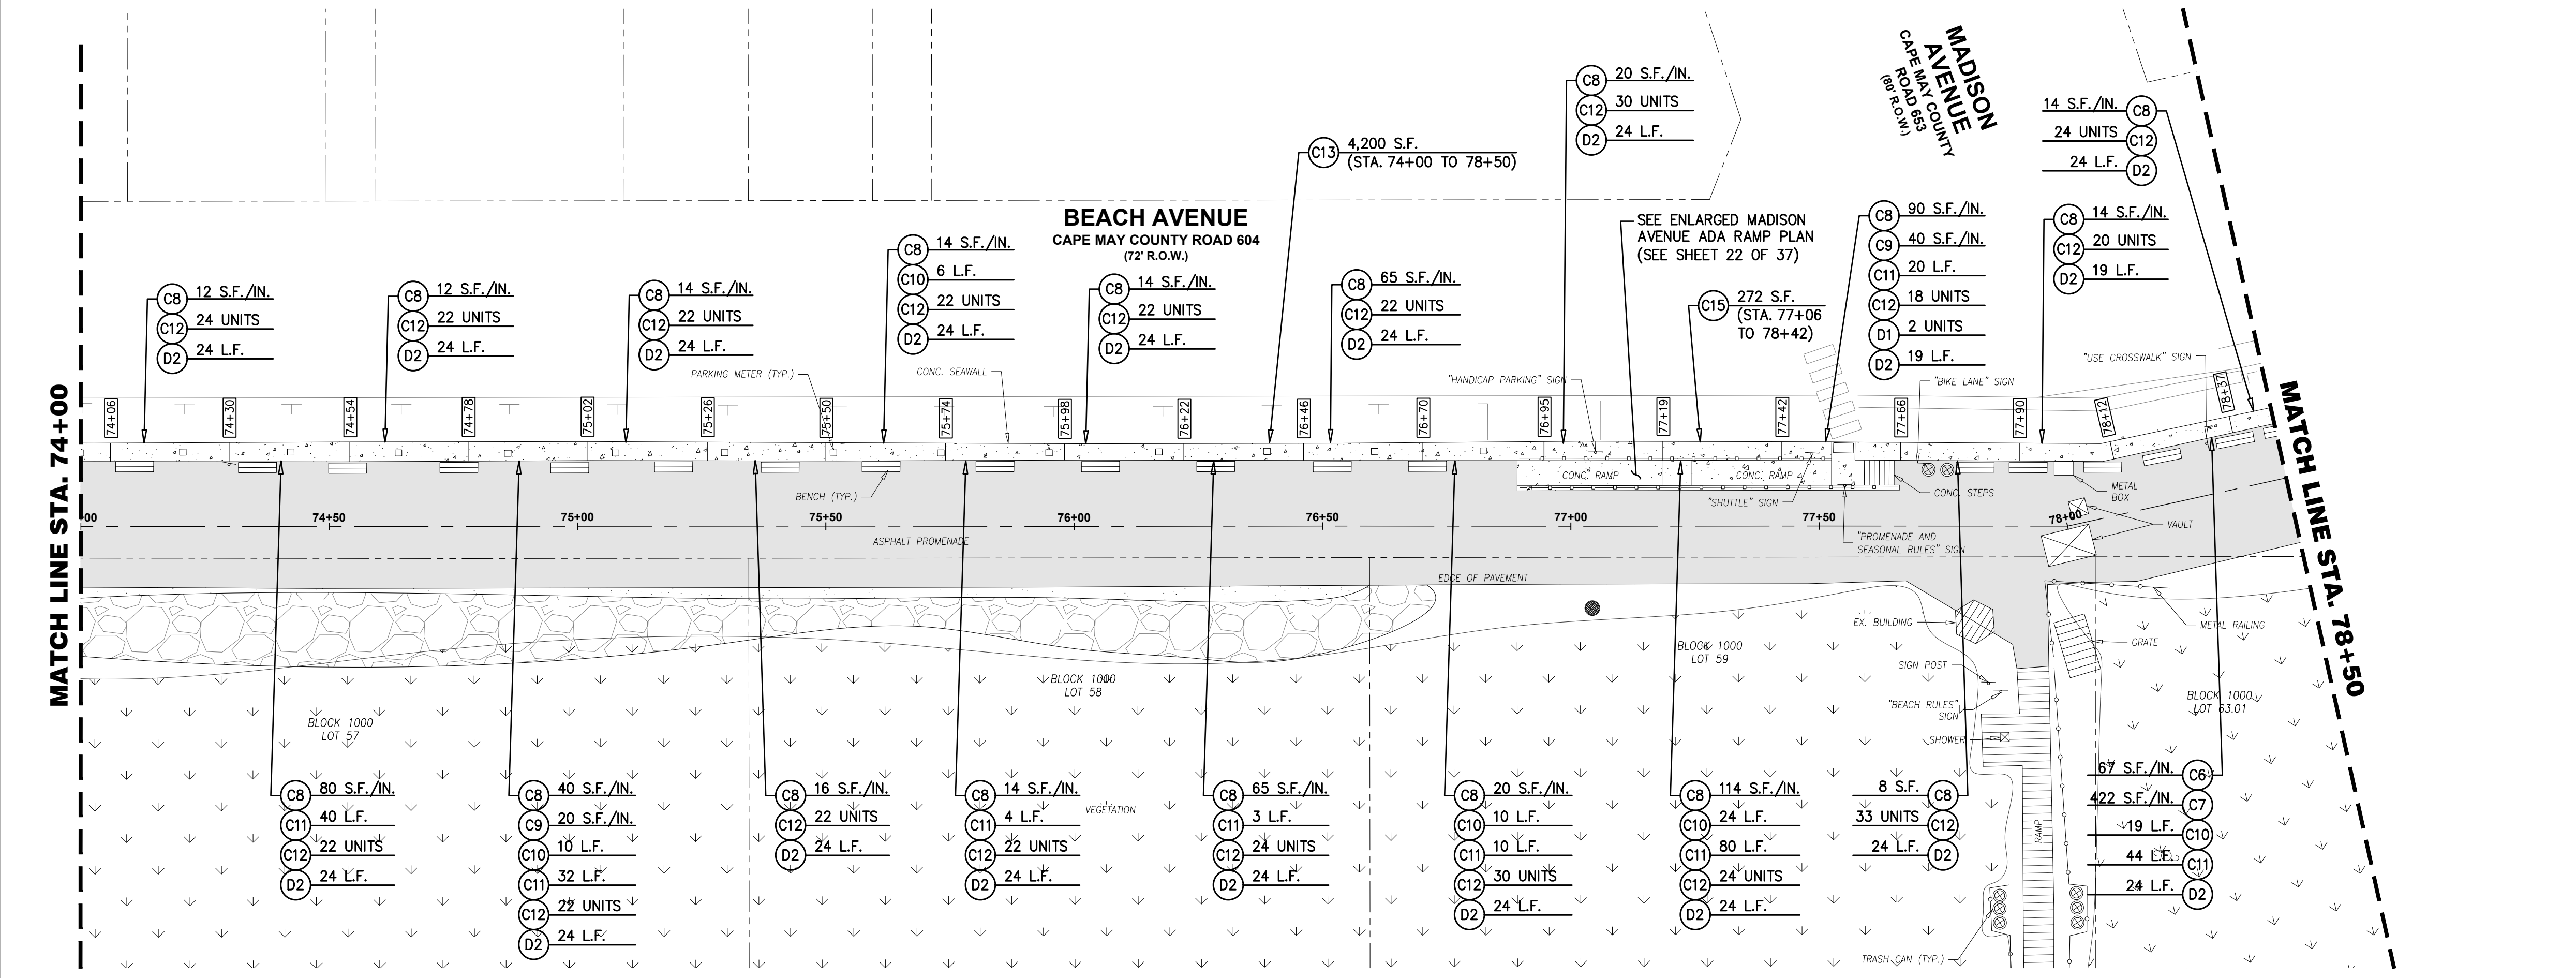 MATCH LINE STA. 74+00
MADISON
AVENUE
CAPE MAY COUNTY
ROAD 653
(80' R.O.W.)
BEACH AVENUE
CAPE MAY COUNTY ROAD 604
(72' R.O.W.)
C8 12 S.F./IN.
C12 24 UNITS
D2 24 L.F.
C8 12 S.F./IN.
C12 22 UNITS
D2 24 L.F.
C8 14 S.F./IN.
C12 22 UNITS
D2 24 L.F.
C8 14 S.F./IN.
C10 6 L.F.
C12 22 UNITS
D2 24 L.F.
C8 14 S.F./IN.
C12 22 UNITS
D2 24 L.F.
C13 4,200 S.F.
(STA. 74+00 TO 78+50)
C8 65 S.F./IN.
C12 22 UNITS
D2 24 L.F.
C8 20 S.F./IN.
C12 30 UNITS
D2 24 L.F.
SEE ENLARGED MADISON
AVENUE ADA RAMP PLAN
(SEE SHEET 22 OF 37)
C15 272 S.F.
(STA. 77+06
TO 78+42)
C8 90 S.F./IN.
C9 40 S.F./IN.
C11 20 L.F.
C12 18 UNITS
D1 2 UNITS
D2 19 L.F.
C8 14 S.F./IN.
C12 20 UNITS
D2 19 L.F.
14 S.F./IN. C8
24 UNITS C12
24 L.F. D2
PARKING METER (TYP.)
CONC. SEAWALL
"HANDICAP PARKING" SIGN
"BIKE LANE" SIGN
"USE CROSSWALK" SIGN
74+06
74+30
74+54
74+78
75+02
75+26
75+50
75+74
75+98
76+22
76+46
76+70
76+95
77+19
77+42
77+66
77+90
78+12
78+37
BENCH (TYP.)
CONC. RAMP
CONC. RAMP
"SHUTTLE" SIGN
CONC. STEPS
METAL
BOX
VAULT
00
74+50
75+00
75+50
76+00
76+50
77+00
77+50
78+00
ASPHALT PROMENADE
"PROMENADE AND
SEASONAL RULES" SIGN
EDGE OF PAVEMENT
EX. BUILDING
METAL RAILING
GRATE
SIGN POST
"BEACH RULES"
SIGN
SHOWER
RAMP
TRASH CAN (TYP.)
VEGETATION
BLOCK 1000
LOT 57
BLOCK 1000
LOT 58
BLOCK 1000
LOT 59
BLOCK 1000
LOT 63.01
C8 80 S.F./IN.
C11 40 L.F.
C12 22 UNITS
D2 24 L.F.
C8 40 S.F./IN.
C9 20 S.F./IN.
C10 10 L.F.
C11 32 L.F.
C12 22 UNITS
D2 24 L.F.
C8 16 S.F./IN.
C12 22 UNITS
D2 24 L.F.
C8 14 S.F./IN.
C11 4 L.F.
C12 22 UNITS
D2 24 L.F.
C8 65 S.F./IN.
C11 3 L.F.
C12 24 UNITS
D2 24 L.F.
C8 20 S.F./IN.
C10 10 L.F.
C11 10 L.F.
C12 30 UNITS
D2 24 L.F.
C8 114 S.F./IN.
C10 24 L.F.
C11 80 L.F.
C12 24 UNITS
D2 24 L.F.
8 S.F. C8
33 UNITS C12
24 L.F. D2
67 S.F./IN. C6
422 S.F./IN. C7
19 L.F. C10
44 L.F. C11
24 L.F. D2
MATCH LINE STA. 78+50